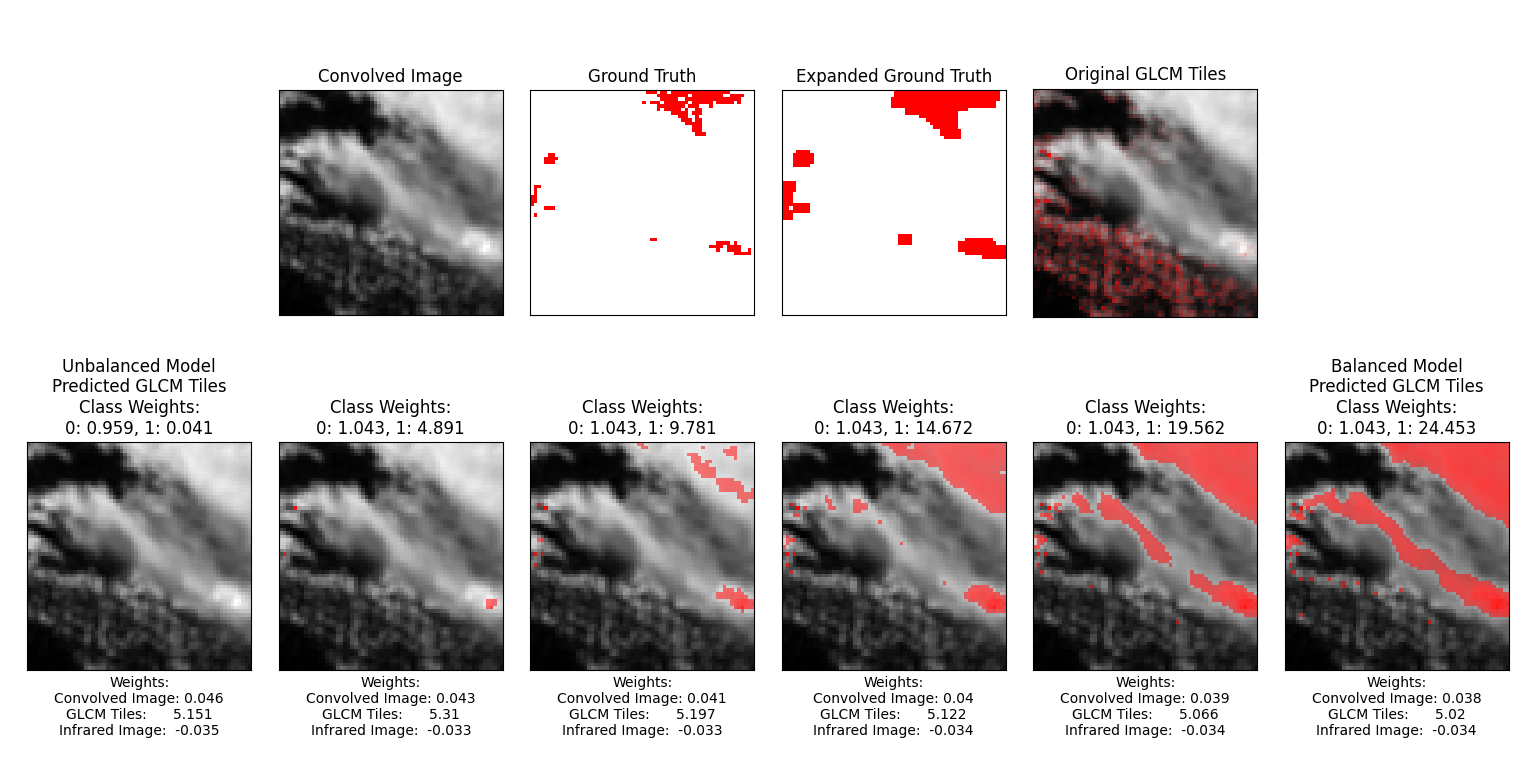 Convolved Image
Ground Truth
Expanded Ground Truth
Original GLCM Tiles
Unbalanced Model
Predicted GLCM Tiles
Class Weights:
0: 0.959, 1: 0.041
Class Weights:
0: 1.043, 1: 4.891
Class Weights:
0: 1.043, 1: 9.781
Class Weights:
0: 1.043, 1: 14.672
Class Weights:
0: 1.043, 1: 19.562
Balanced Model
Predicted GLCM Tiles
Class Weights:
0: 1.043, 1: 24.453
Weights:
Convolved Image: 0.046
GLCM Tiles: 5.151
Infrared Image: -0.035
Weights:
Convolved Image: 0.043
GLCM Tiles: 5.31
Infrared Image: -0.033
Weights:
Convolved Image: 0.041
GLCM Tiles: 5.197
Infrared Image: -0.033
Weights:
Convolved Image: 0.04
GLCM Tiles: 5.122
Infrared Image: -0.034
Weights:
Convolved Image: 0.039
GLCM Tiles: 5.066
Infrared Image: -0.034
Weights:
Convolved Image: 0.038
GLCM Tiles: 5.02
Infrared Image: -0.034